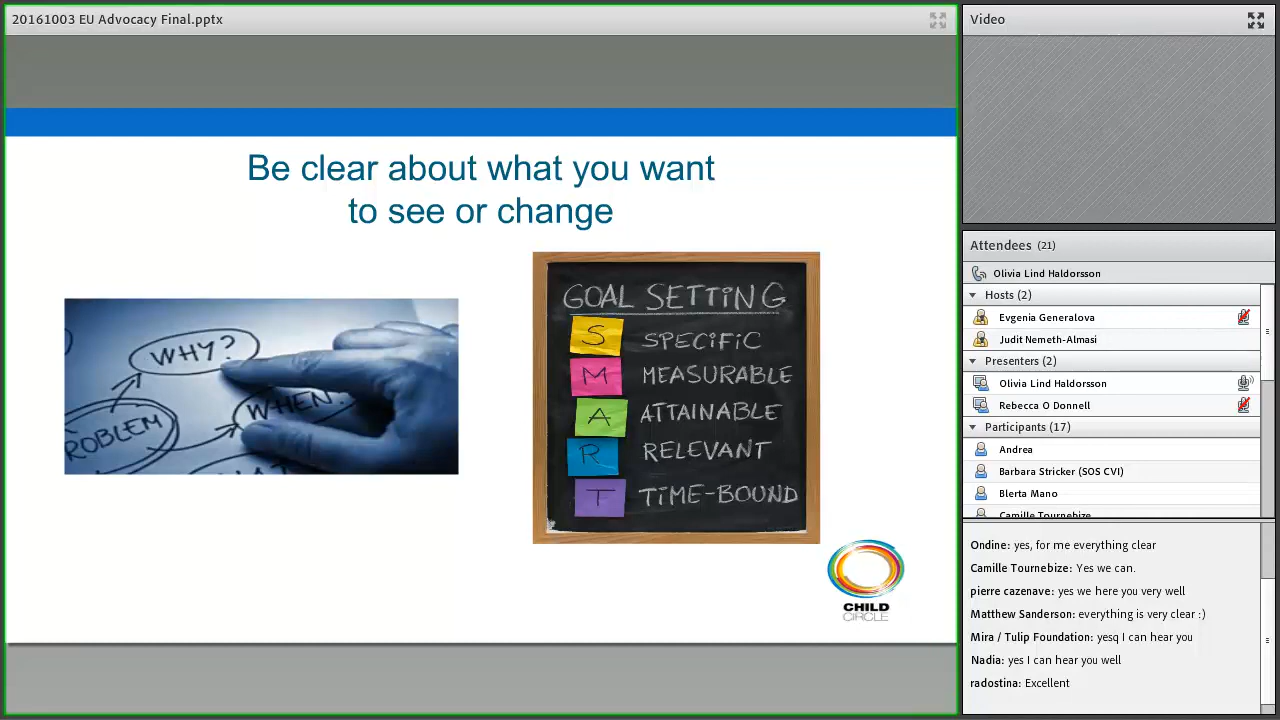 20161003 EU Advocacy Final.pptx
Be clear about what you want
to see or change
WHY?
ROBLEM
WHEN?
GOAL SETTING
S SPECIFIC
M MEASURABLE
A ATTAINABLE
R RELEVANT
T TIME-BOUND
CHILD
CIRCLE
Video
Attendees (21)
Olivia Lind Haldorsson
Hosts (2)
Evgenia Generalova
Judit Nemeth-Almasi
Presenters (2)
Olivia Lind Haldorsson
Rebecca O Donnell
Participants (17)
Andrea
Barbara Stricker (SOS CVI)
Blerta Mano
Camille Tournebize
Ondine: yes, for me everything clear
Camille Tournebize: Yes we can.
pierre cazenave: yes we here you very well
Matthew Sanderson: everything is very clear :)
Mira / Tulip Foundation: yesq I can hear you
Nadia: yes I can hear you well
radostina: Excellent